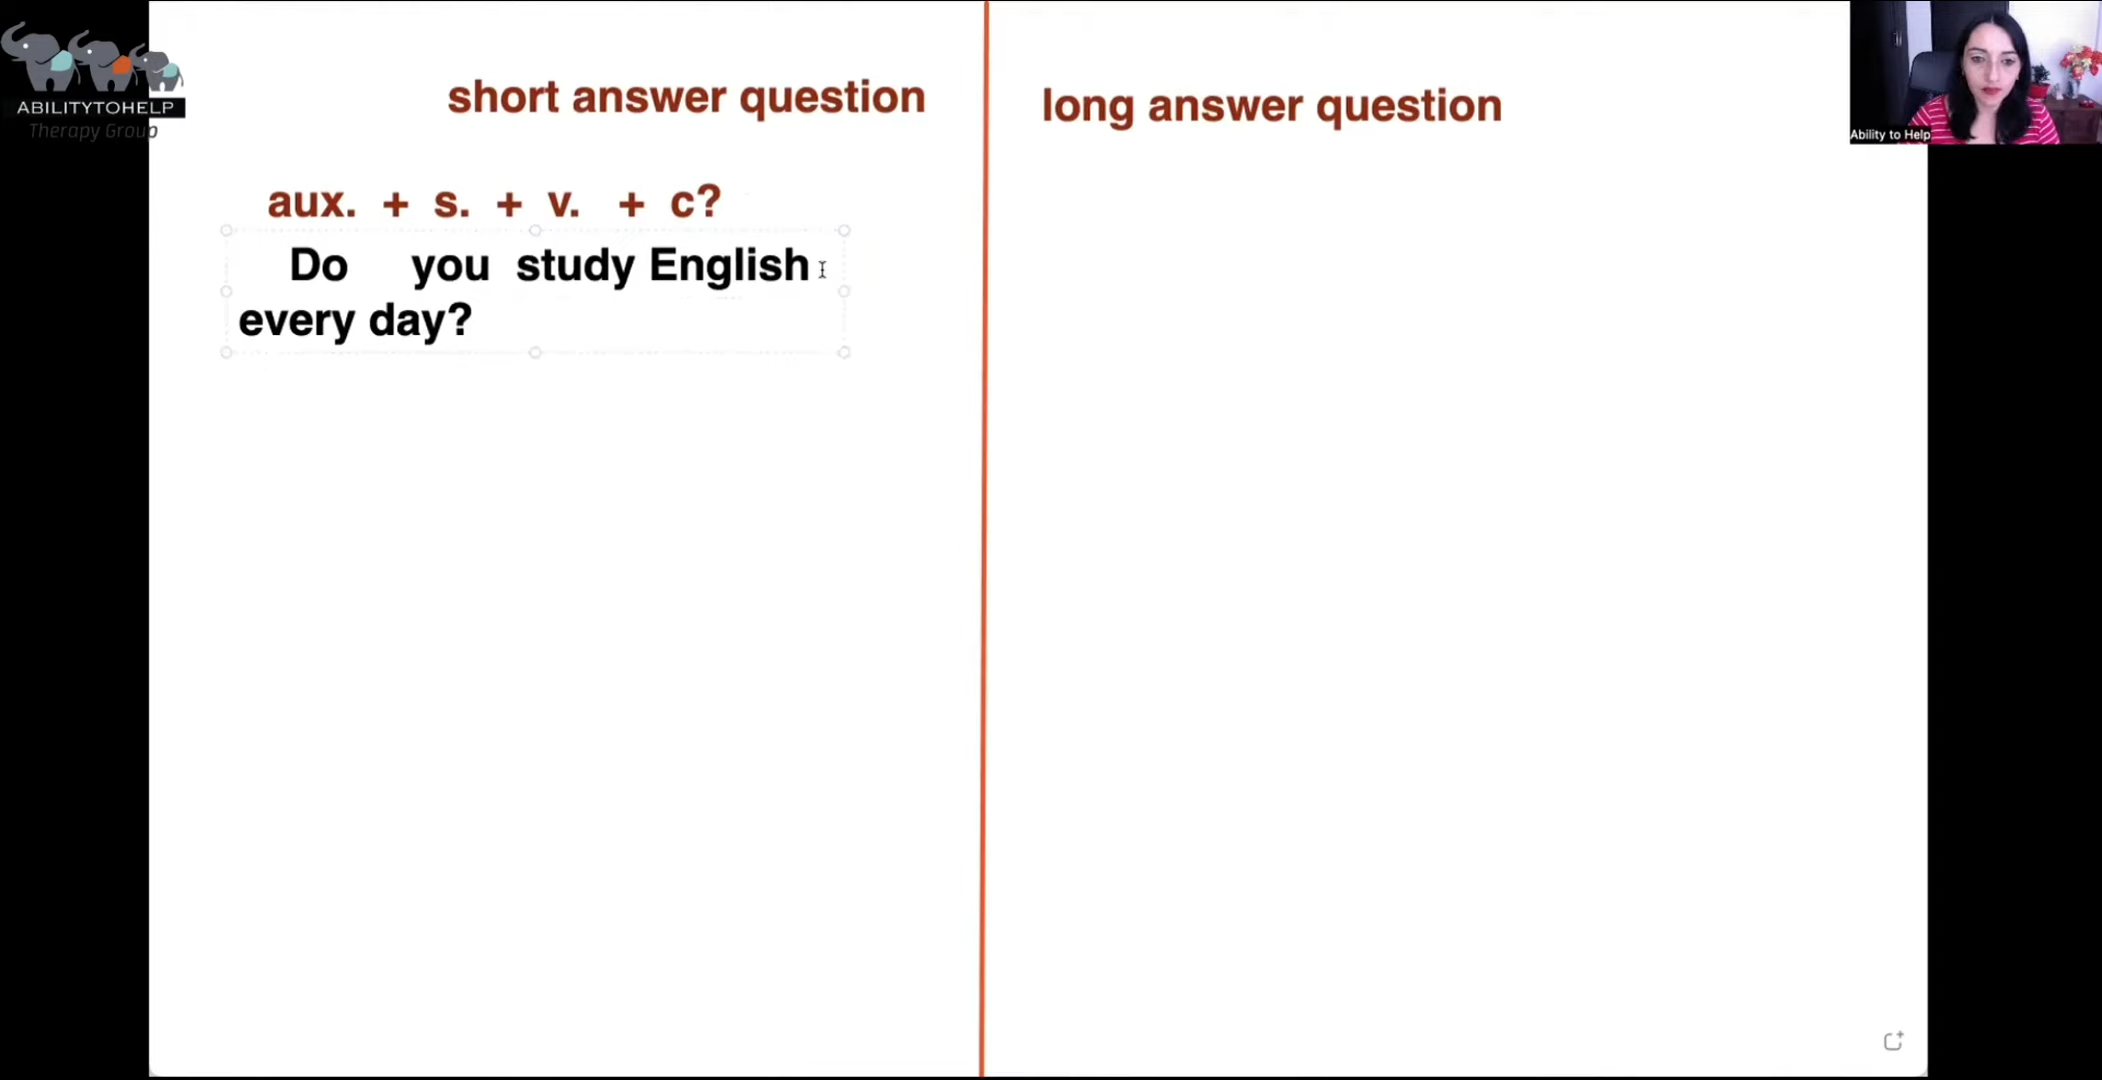 ABILITYTOHELP
Therapy Group
short answer question
long answer question
Ability to Help
aux. + s. + v. + c?
Do you study English
every day?